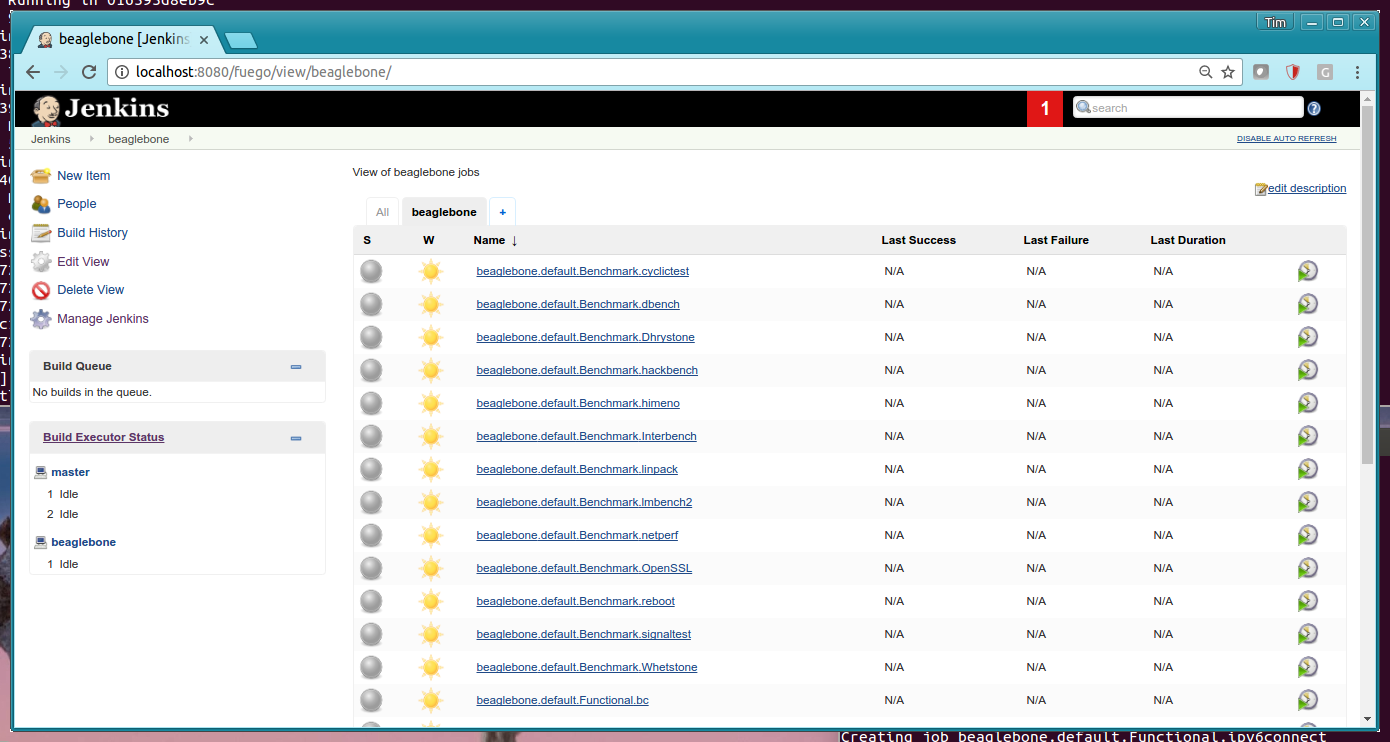 Running in 016393d8eb9c
Tim
beaglebone [Jenkins
localhost:8080/fuego/view/beaglebone/
Jenkins
1
search
Jenkins
beaglebone
DISABLE AUTO REFRESH
New Item
People
Build History
Edit View
Delete View
Manage Jenkins
Build Queue
No builds in the queue.
Build Executor Status
master
1 Idle
2 Idle
beaglebone
1 Idle
View of beaglebone jobs
edit description
All
beaglebone
+
S W Name ↓ Last Success Last Failure Last Duration
beaglebone.default.Benchmark.cyclictest N/A N/A N/A
beaglebone.default.Benchmark.dbench N/A N/A N/A
beaglebone.default.Benchmark.Dhrystone N/A N/A N/A
beaglebone.default.Benchmark.hackbench N/A N/A N/A
beaglebone.default.Benchmark.himeno N/A N/A N/A
beaglebone.default.Benchmark.Interbench N/A N/A N/A
beaglebone.default.Benchmark.linpack N/A N/A N/A
beaglebone.default.Benchmark.lmbench2 N/A N/A N/A
beaglebone.default.Benchmark.netperf N/A N/A N/A
beaglebone.default.Benchmark.OpenSSL N/A N/A N/A
beaglebone.default.Benchmark.reboot N/A N/A N/A
beaglebone.default.Benchmark.signaltest N/A N/A N/A
beaglebone.default.Benchmark.Whetstone N/A N/A N/A
beaglebone.default.Functional.bc N/A N/A N/A
Creating job beaglebone.default.Functional.ipv6connect